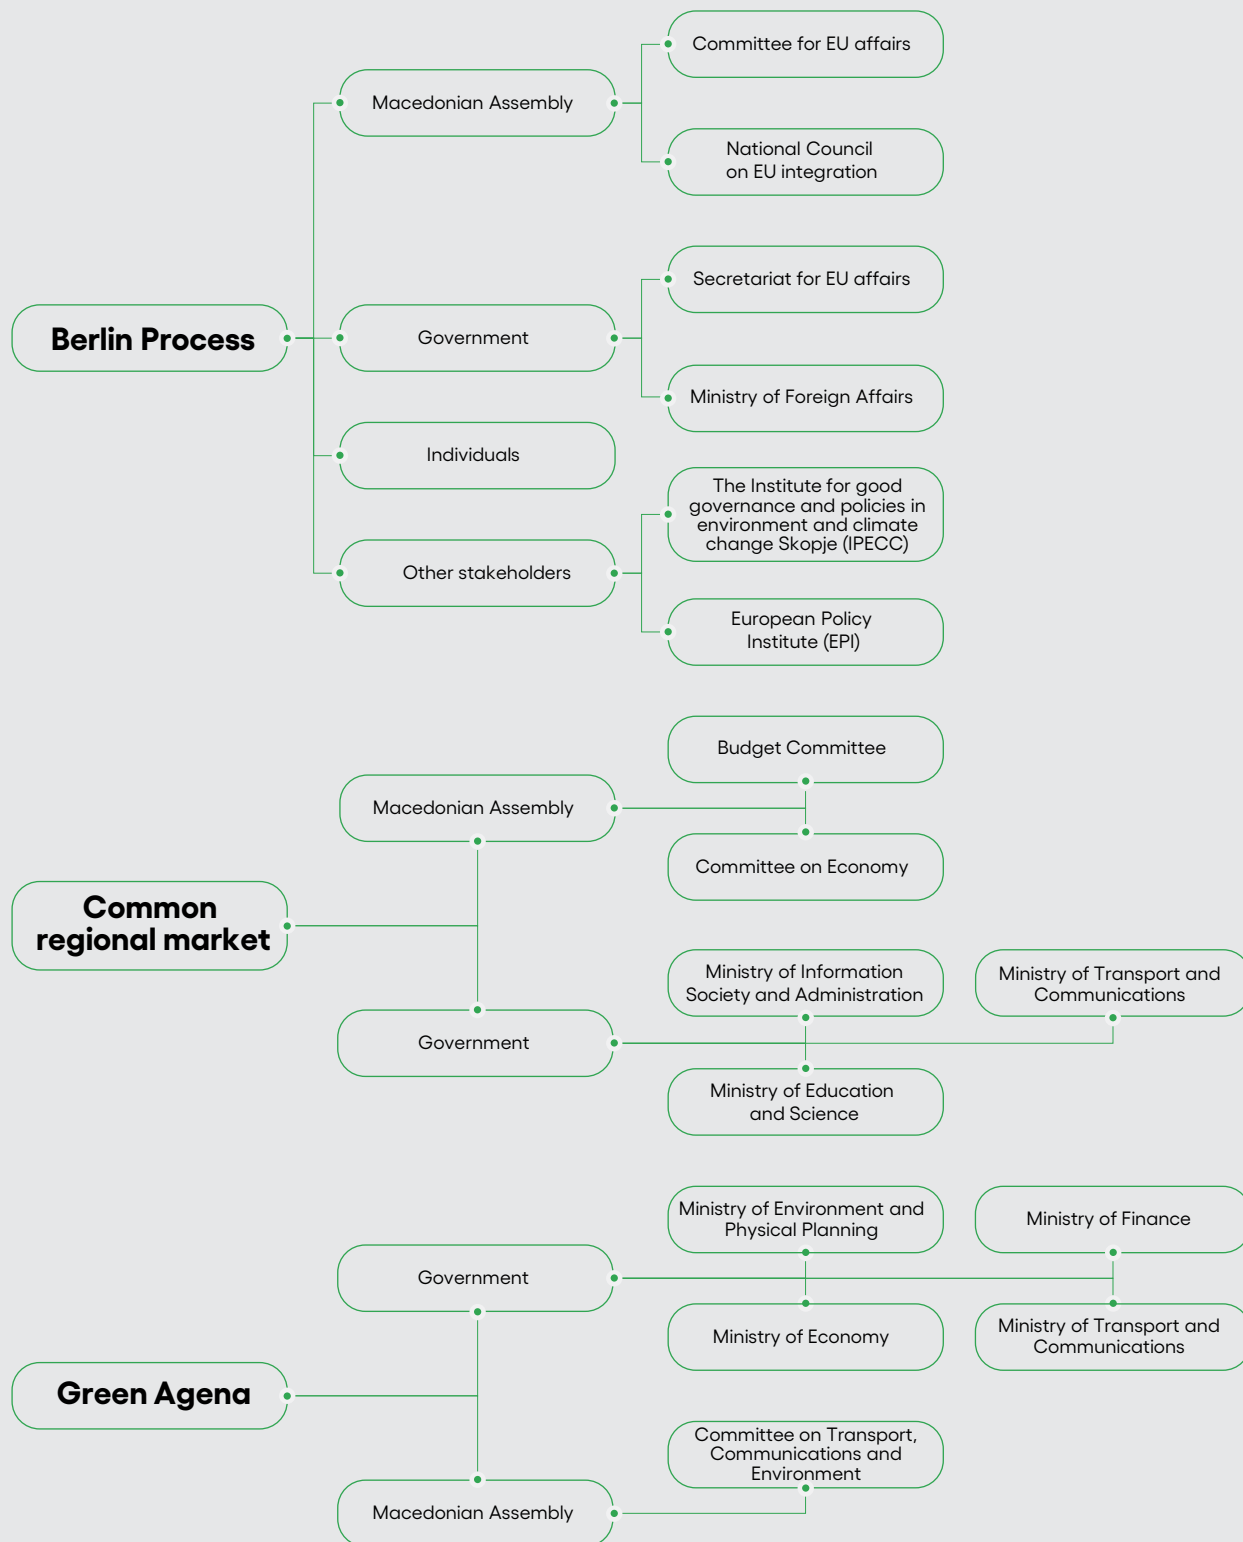 Committee for EU affairs
Macedonian Assembly
National Council
on EU integration
Secretariat for EU affairs
Berlin Process
Government
Ministry of Foreign Affairs
Individuals
The Institute for good
governance and policies in
environment and climate
change Skopje (IPECC)
Other stakeholders
European Policy
Institute (EPI)
Budget Committee
Macedonian Assembly
Committee on Economy
Common
regional market
Ministry of Information
Society and Administration
Ministry of Transport and
Communications
Government
Ministry of Education
and Science
Ministry of Environment and
Physical Planning
Ministry of Finance
Government
Ministry of Economy
Ministry of Transport and
Communications
Green Agena
Committee on Transport,
Communications and
Environment
Macedonian Assembly